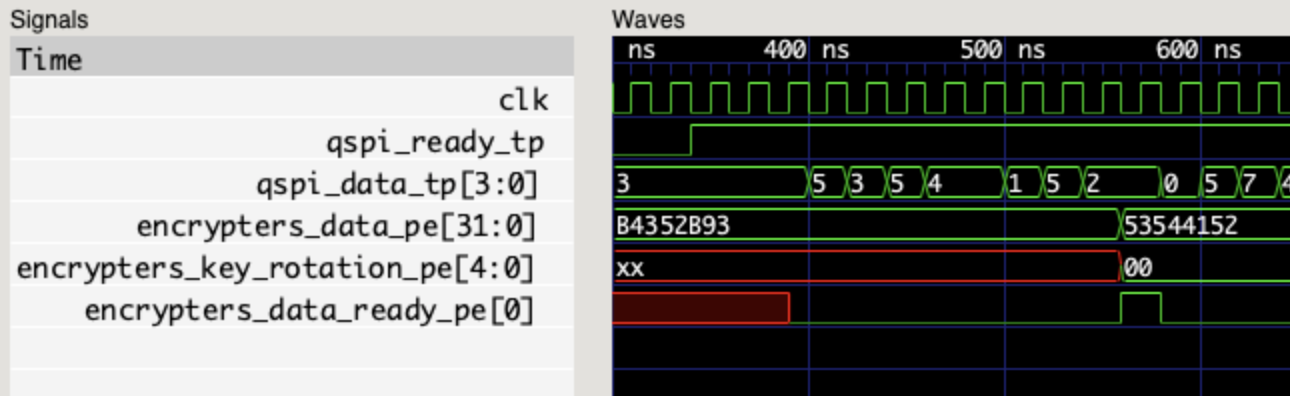 Signals
Waves
Time
ns 400 ns 500 ns 600 ns
clk
qspi_ready_tp
qspi_data_tp[3:0] 3 5 3 5 4 1 5 2 0 5 7 4
encrypters_data_pe[31:0] B4352B93 53544152
encrypters_key_rotation_pe[4:0] xx 00
encrypters_data_ready_pe[0]